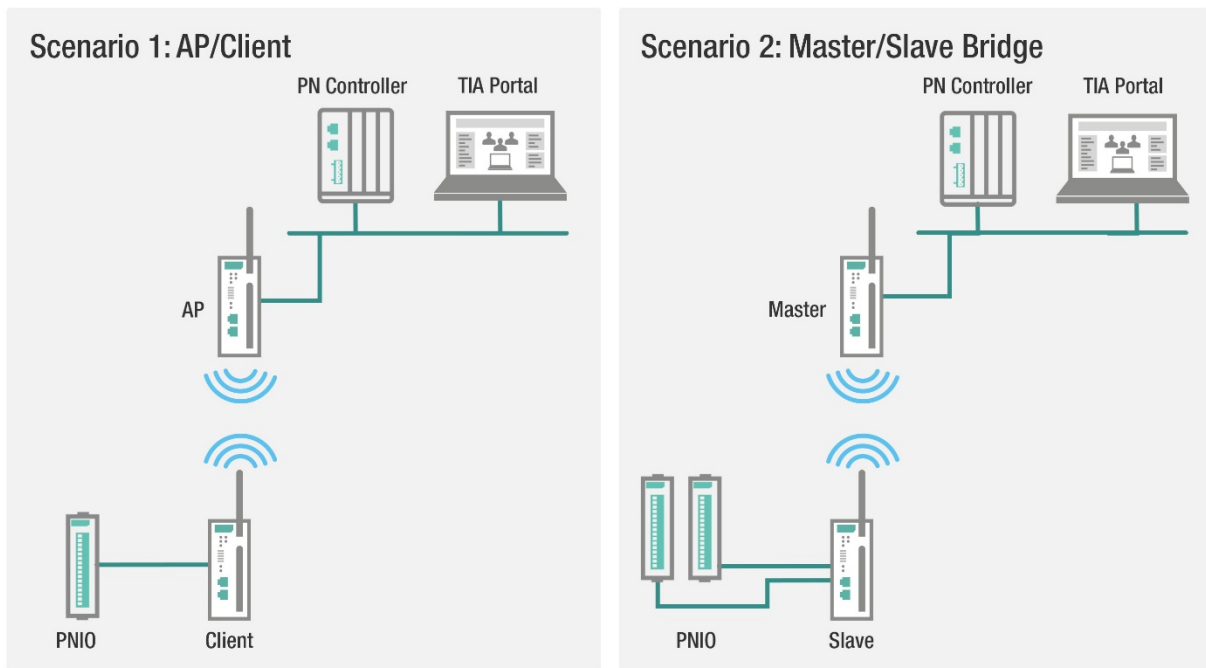 Scenario 1: AP/Client
PN Controller
TIA Portal
AP
PNIO
Client
Scenario 2: Master/Slave Bridge
PN Controller
TIA Portal
Master
PNIO
Slave